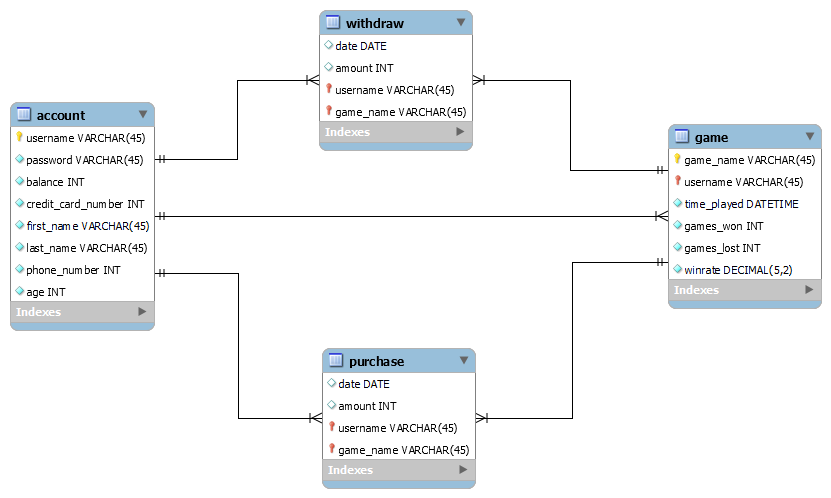 withdraw
date DATE
amount INT
username VARCHAR(45)
game_name VARCHAR(45)
Indexes
account
username VARCHAR(45)
password VARCHAR(45)
balance INT
credit_card_number INT
first_name VARCHAR(45)
last_name VARCHAR(45)
phone_number INT
age INT
Indexes
game
game_name VARCHAR(45)
username VARCHAR(45)
time_played DATETIME
games_won INT
games_lost INT
winrate DECIMAL(5,2)
Indexes
purchase
date DATE
amount INT
username VARCHAR(45)
game_name VARCHAR(45)
Indexes